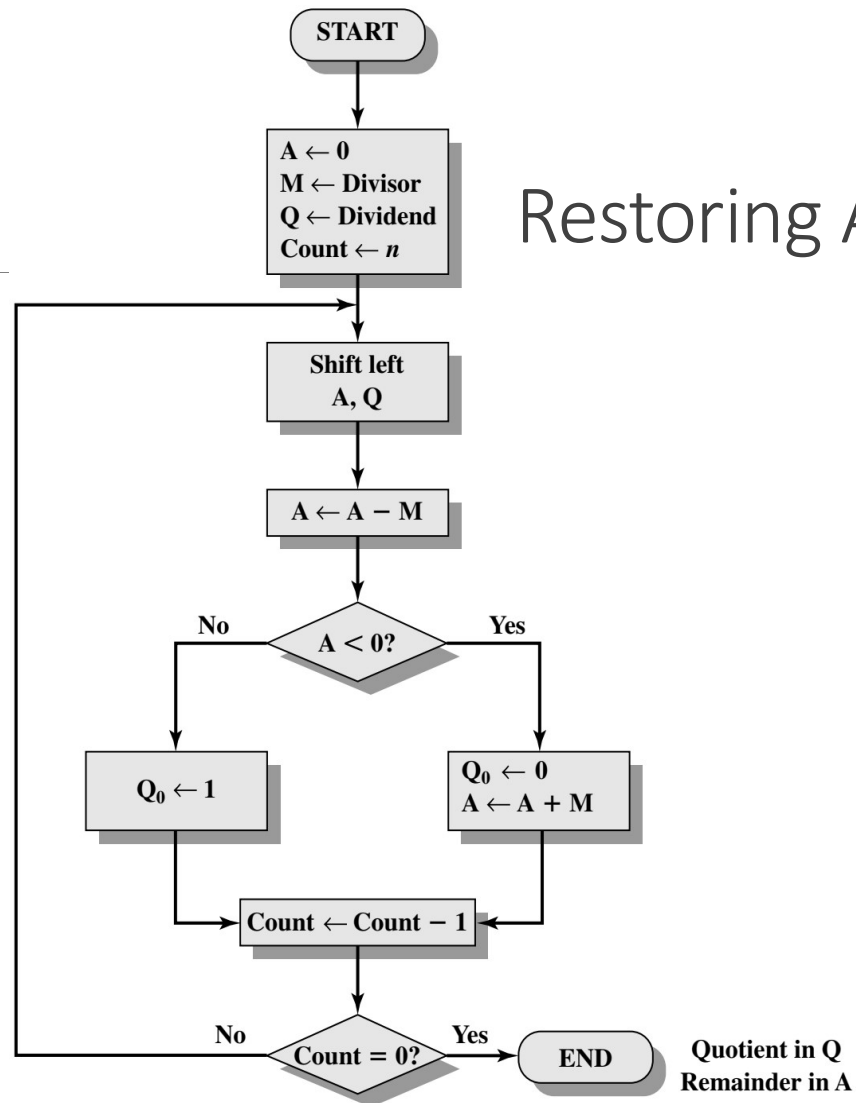 START
A ← 0
M ← Divisor
Q ← Dividend
Count ← n
Restoring A
Shift left
A, Q
A ← A − M
No
A < 0?
Yes
Q₀ ← 1
Q₀ ← 0
A ← A + M
Count ← Count − 1
No
Count = 0?
Yes
END
Quotient in Q
Remainder in A